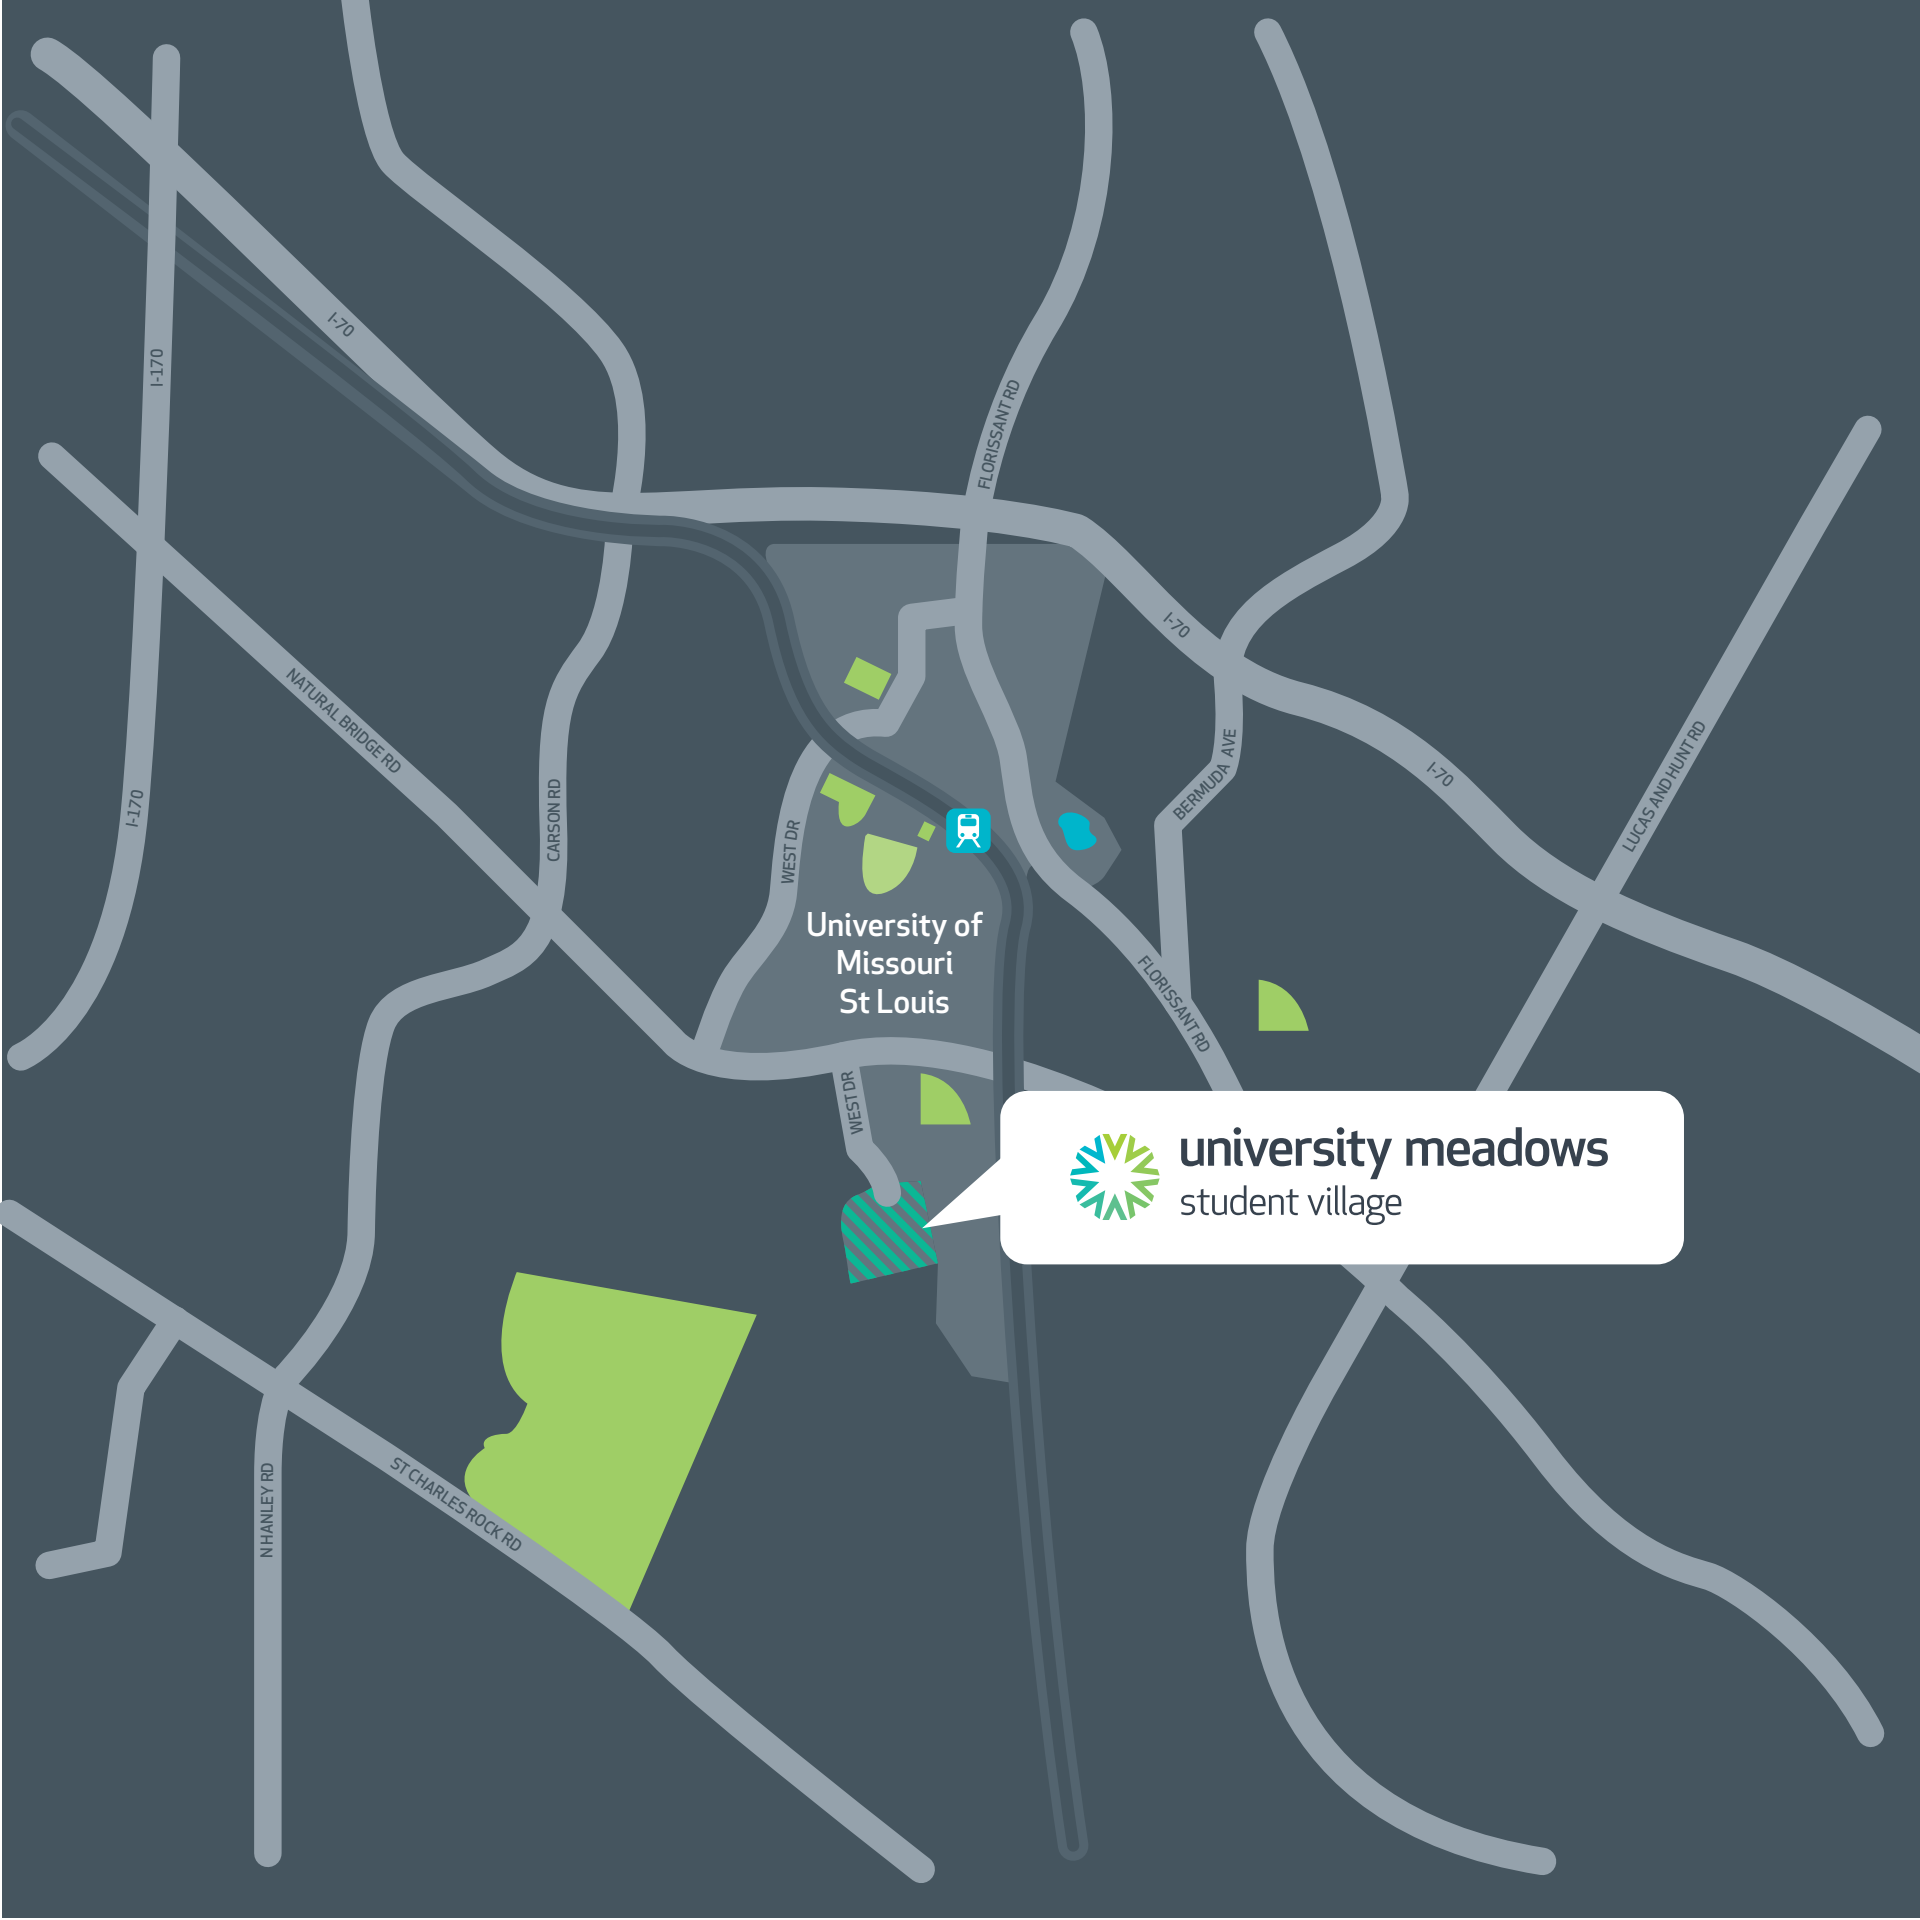 I-70
I-170
FLORISSANT RD
I-70
NATURAL BRIDGE RD
BERMUDA AVE
I-70
LUCAS AND HUNT RD
I-170
CARSON RD
WEST DR
University of
Missouri
St Louis
FLORISSANT RD
WEST DR
university meadows
student village
ST CHARLES ROCK RD
N HANLEY RD